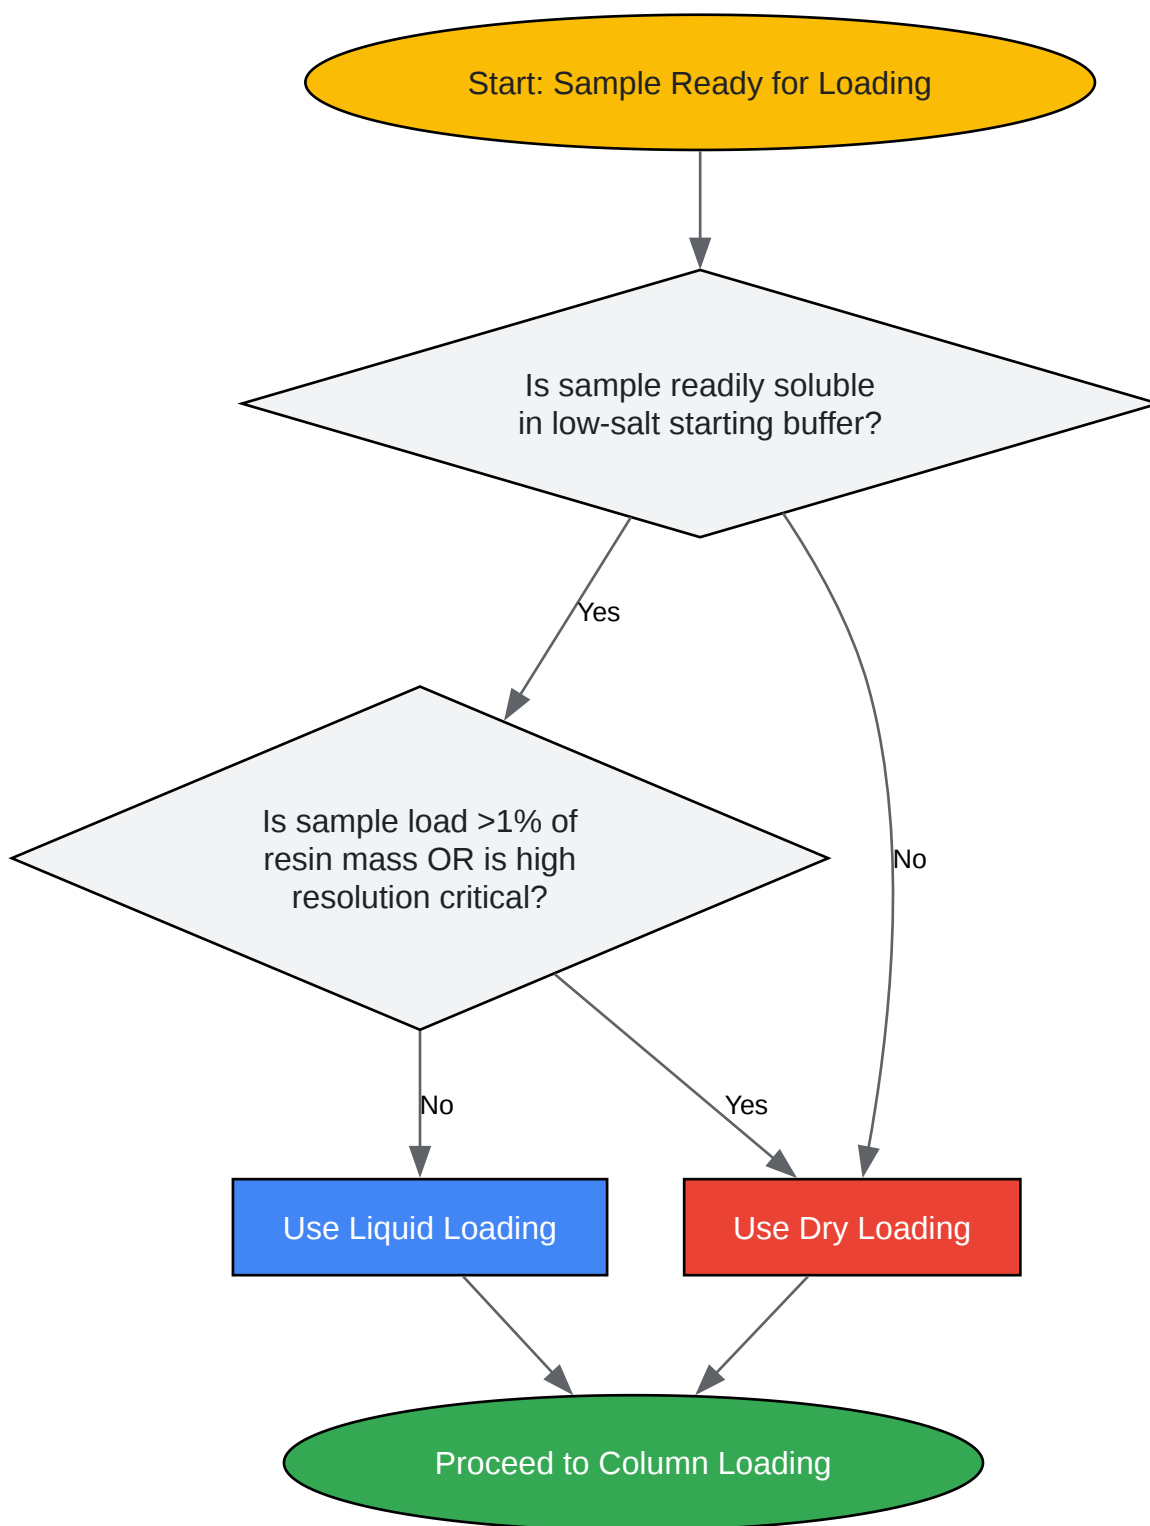 Start: Sample Ready for Loading
Is sample readily soluble
in low-salt starting buffer?
Yes
Is sample load >1% of
resin mass OR is high
resolution critical?
No
No
Yes
Use Liquid Loading
Use Dry Loading
Proceed to Column Loading